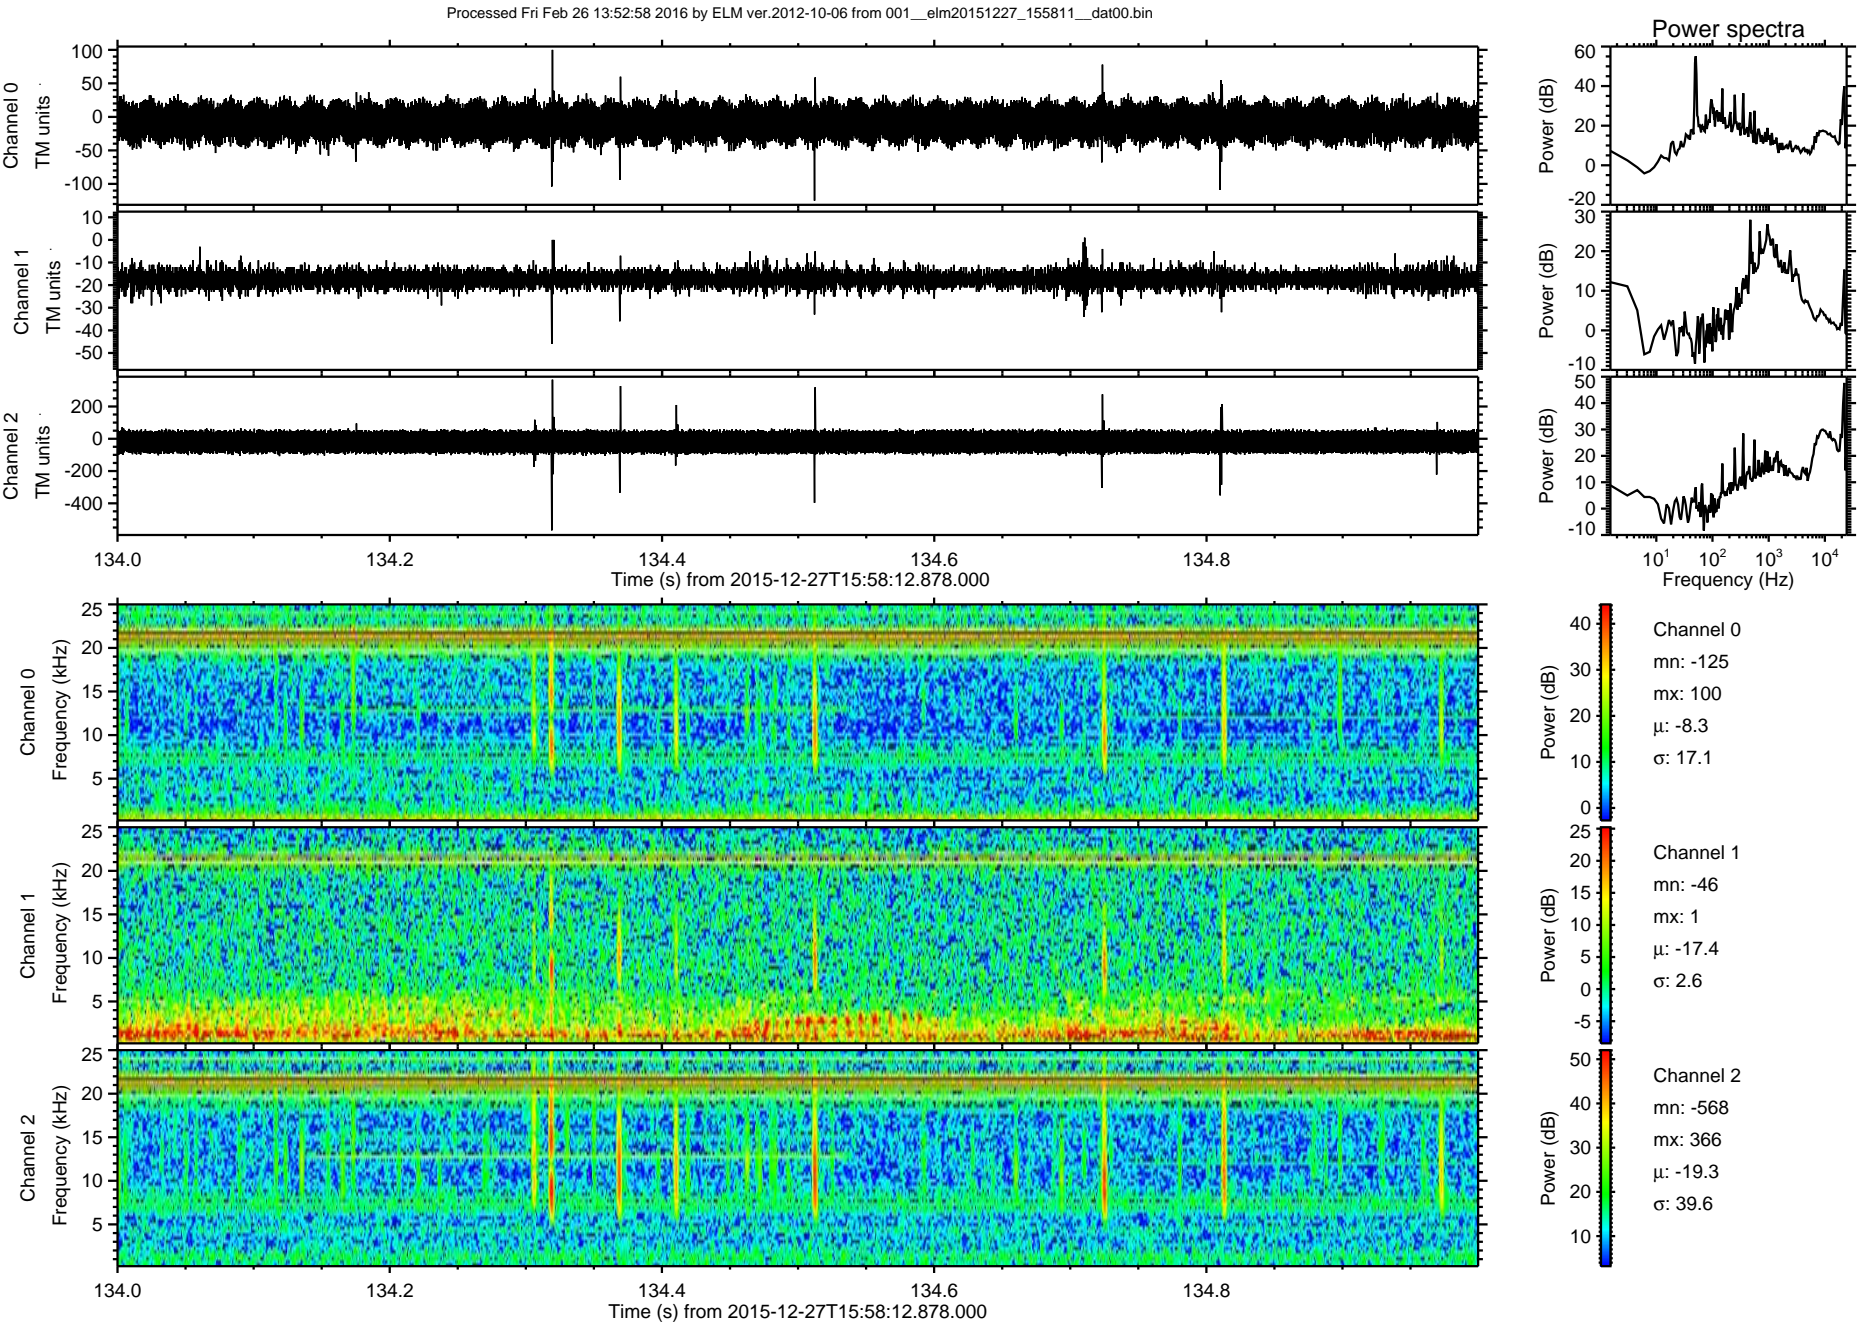 Processed Fri Feb 26 13:52:58 2016 by ELM ver.2012-10-06 from 001__elm20151227_155811__dat00.bin
Power spectra
Channel 0
TM units
100
50
0
-50
-100
Power (dB)
60
40
20
0
-20
Channel 1
TM units
10
0
-10
-20
-30
-40
-50
Power (dB)
30
20
10
0
-10
Channel 2
TM units
200
0
-200
-400
Power (dB)
50
40
30
20
10
0
-10
134.0 134.2 134.4 134.6 134.8
Time (s) from 2015-12-27T15:58:12.878.000
10¹ 10² 10³ 10⁴
Frequency (Hz)
Channel 0
Frequency (kHz)
25
20
15
10
5
Power (dB)
40
30
20
10
0
Channel 0
mn: -125
mx: 100
μ: -8.3
σ: 17.1
Channel 1
Frequency (kHz)
25
20
15
10
5
Power (dB)
25
20
15
10
5
0
-5
Channel 1
mn: -46
mx: 1
μ: -17.4
σ: 2.6
Channel 2
Frequency (kHz)
25
20
15
10
5
Power (dB)
50
40
30
20
10
Channel 2
mn: -568
mx: 366
μ: -19.3
σ: 39.6
134.0 134.2 134.4 134.6 134.8
Time (s) from 2015-12-27T15:58:12.878.000